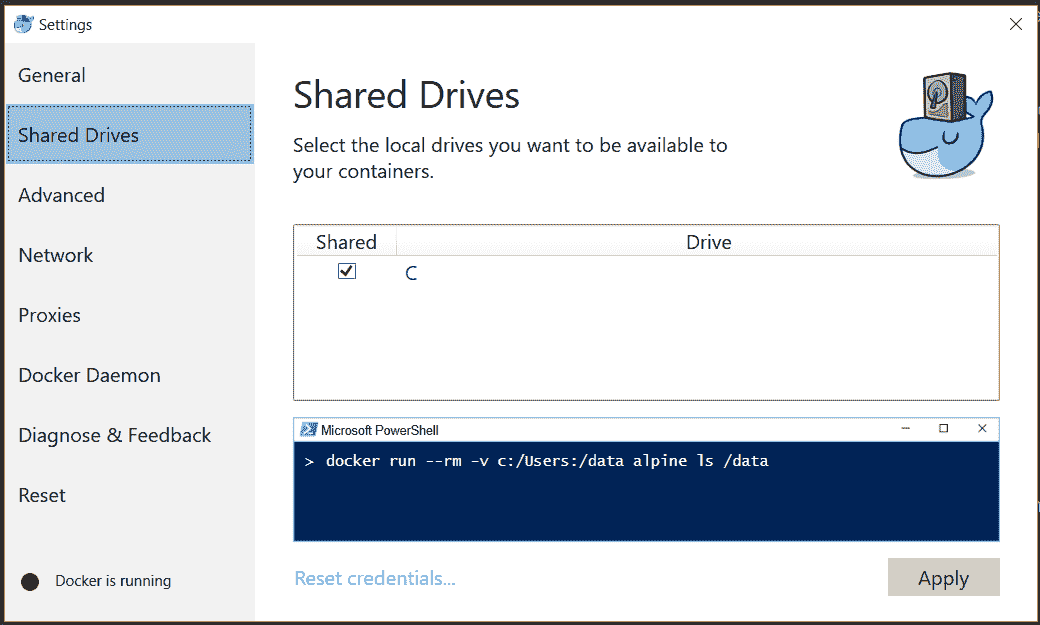 Settings
General
Shared Drives
Advanced
Network
Proxies
Docker Daemon
Diagnose & Feedback
Reset
Docker is running
Shared Drives
Select the local drives you want to be available to
your containers.
Shared Drive
C
Microsoft PowerShell
> docker run --rm -v c:/Users:/data alpine ls /data
Reset credentials...
Apply